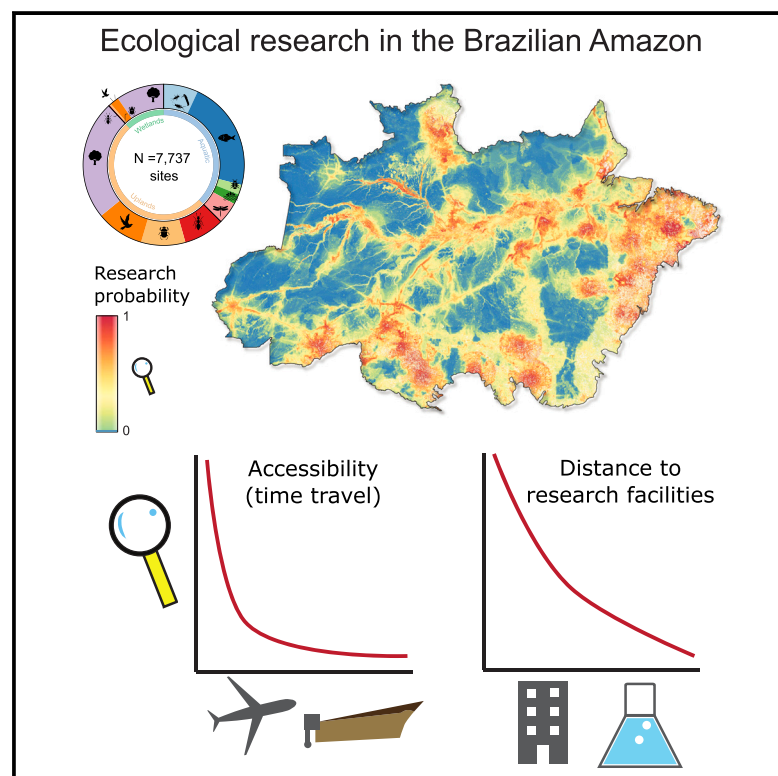 Ecological research in the Brazilian Amazon
Wetlands
Aquatic
N =7,737
sites
Uplands
Research
probability
1
0
Accessibility
(time travel)
Distance to
research facilities